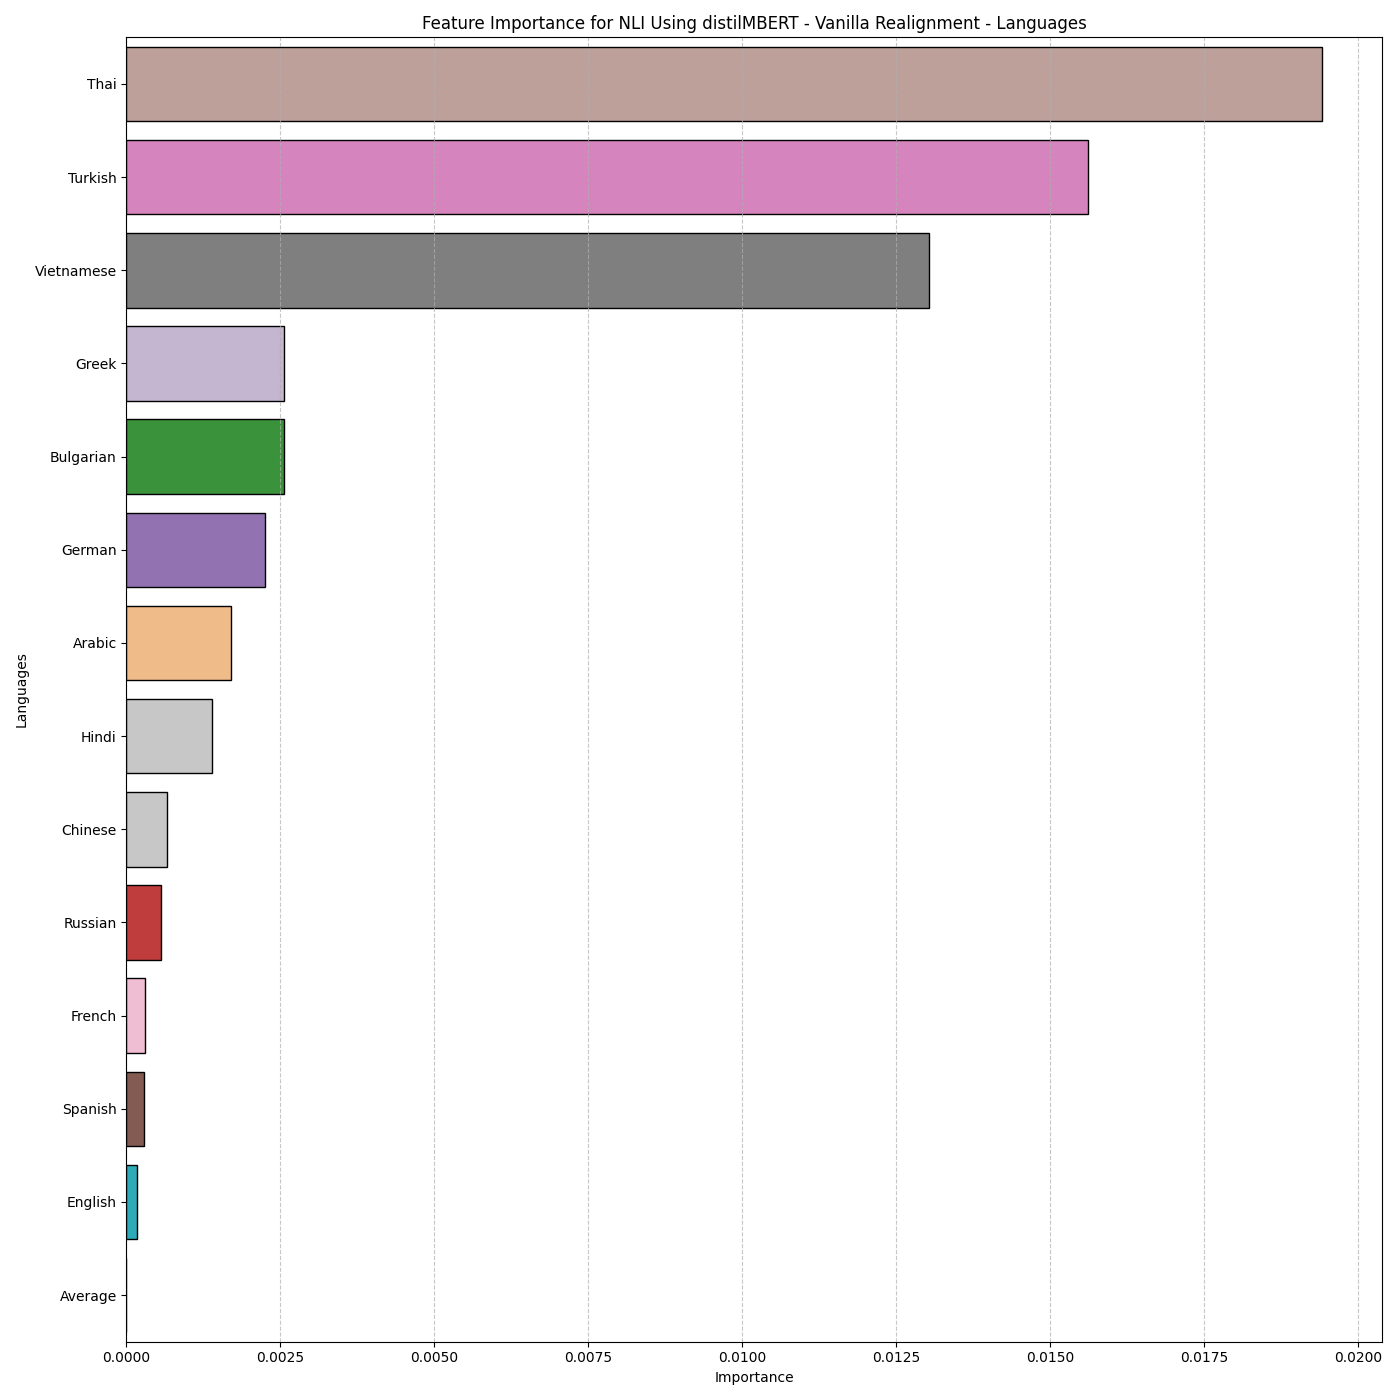 Feature Importance for NLI Using distilMBERT - Vanilla Realignment - Languages
Thai
Turkish
Vietnamese
Greek
Bulgarian
German
Arabic
Hindi
Chinese
Russian
French
Spanish
English
Average
Languages
0.0000 0.0025 0.0050 0.0075 0.0100 0.0125 0.0150 0.0175 0.0200
Importance